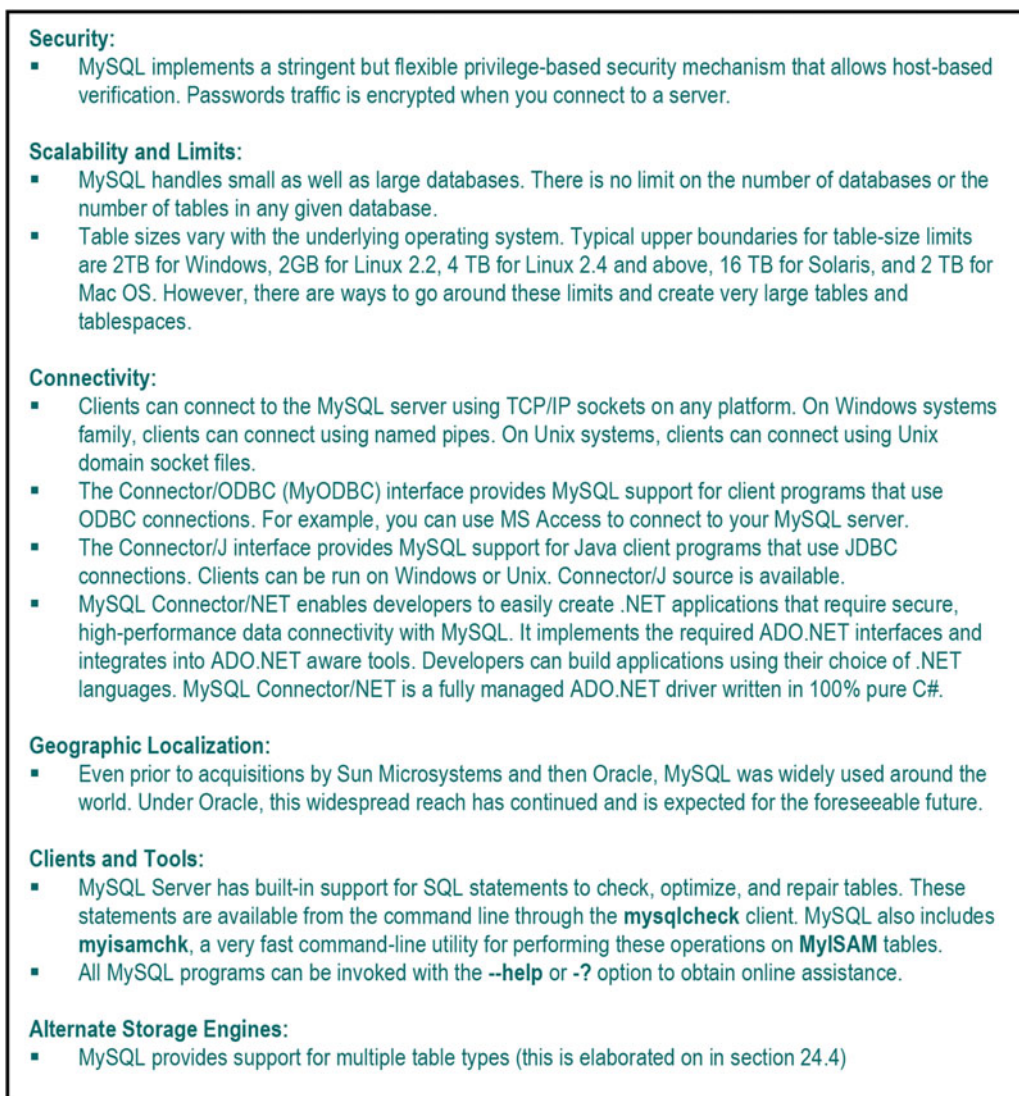 Security:
▪ MySQL implements a stringent but flexible privilege-based security mechanism that allows host-based
verification. Passwords traffic is encrypted when you connect to a server.
Scalability and Limits:
▪ MySQL handles small as well as large databases. There is no limit on the number of databases or the
number of tables in any given database.
▪ Table sizes vary with the underlying operating system. Typical upper boundaries for table-size limits
are 2TB for Windows, 2GB for Linux 2.2, 4 TB for Linux 2.4 and above, 16 TB for Solaris, and 2 TB for
Mac OS. However, there are ways to go around these limits and create very large tables and
tablespaces.
Connectivity:
▪ Clients can connect to the MySQL server using TCP/IP sockets on any platform. On Windows systems
family, clients can connect using named pipes. On Unix systems, clients can connect using Unix
domain socket files.
▪ The Connector/ODBC (MyODBC) interface provides MySQL support for client programs that use
ODBC connections. For example, you can use MS Access to connect to your MySQL server.
▪ The Connector/J interface provides MySQL support for Java client programs that use JDBC
connections. Clients can be run on Windows or Unix. Connector/J source is available.
▪ MySQL Connector/NET enables developers to easily create .NET applications that require secure,
high-performance data connectivity with MySQL. It implements the required ADO.NET interfaces and
integrates into ADO.NET aware tools. Developers can build applications using their choice of .NET
languages. MySQL Connector/NET is a fully managed ADO.NET driver written in 100% pure C#.
Geographic Localization:
▪ Even prior to acquisitions by Sun Microsystems and then Oracle, MySQL was widely used around the
world. Under Oracle, this widespread reach has continued and is expected for the foreseeable future.
Clients and Tools:
▪ MySQL Server has built-in support for SQL statements to check, optimize, and repair tables. These
statements are available from the command line through the mysqlcheck client. MySQL also includes
myisamchk, a very fast command-line utility for performing these operations on MyISAM tables.
▪ All MySQL programs can be invoked with the --help or -? option to obtain online assistance.
Alternate Storage Engines:
▪ MySQL provides support for multiple table types (this is elaborated on in section 24.4)